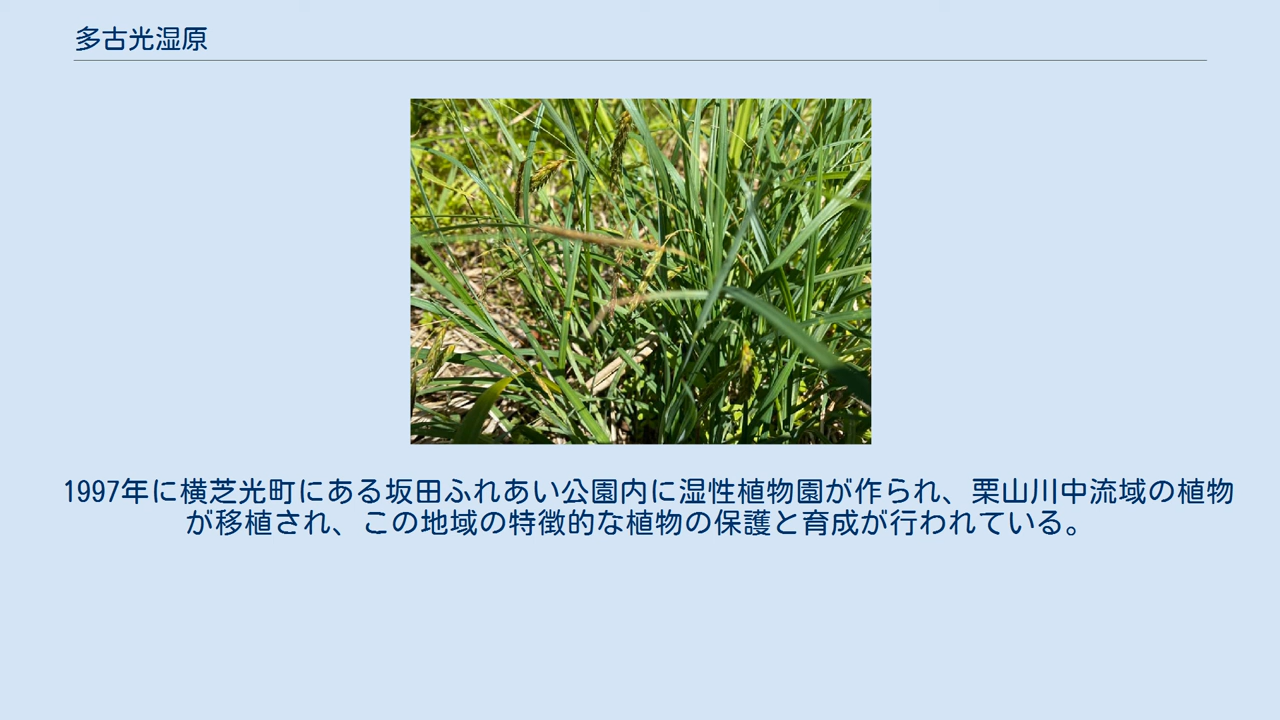 多古光湿原
1997年に横芝光町にある坂田ふれあい公園内に湿性植物園が作られ、栗山川中流域の植物
が移植され、この地域の特徴的な植物の保護と育成が行われている。